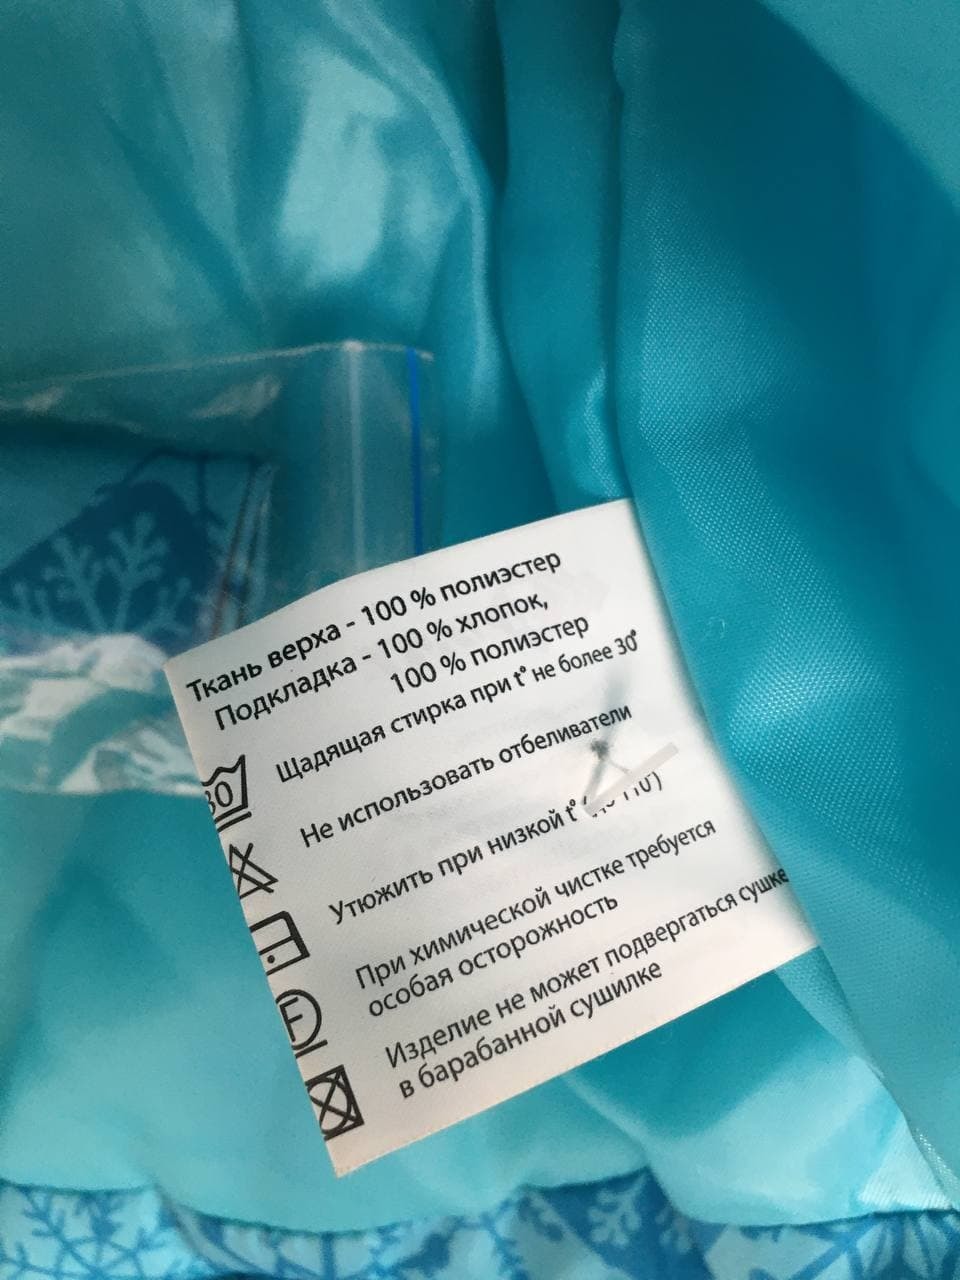 Ткань верха - 100 % полиэстер
Подкладка - 100 % хлопок,
100 % полиэстер
Щадящая стирка при t° не более 30°
30
Не использовать отбеливатели
Утюжить при низкой t°
При химической чистке требуется
особая осторожность
F
Изделие не может подвергаться сушке
в барабанной сушилке